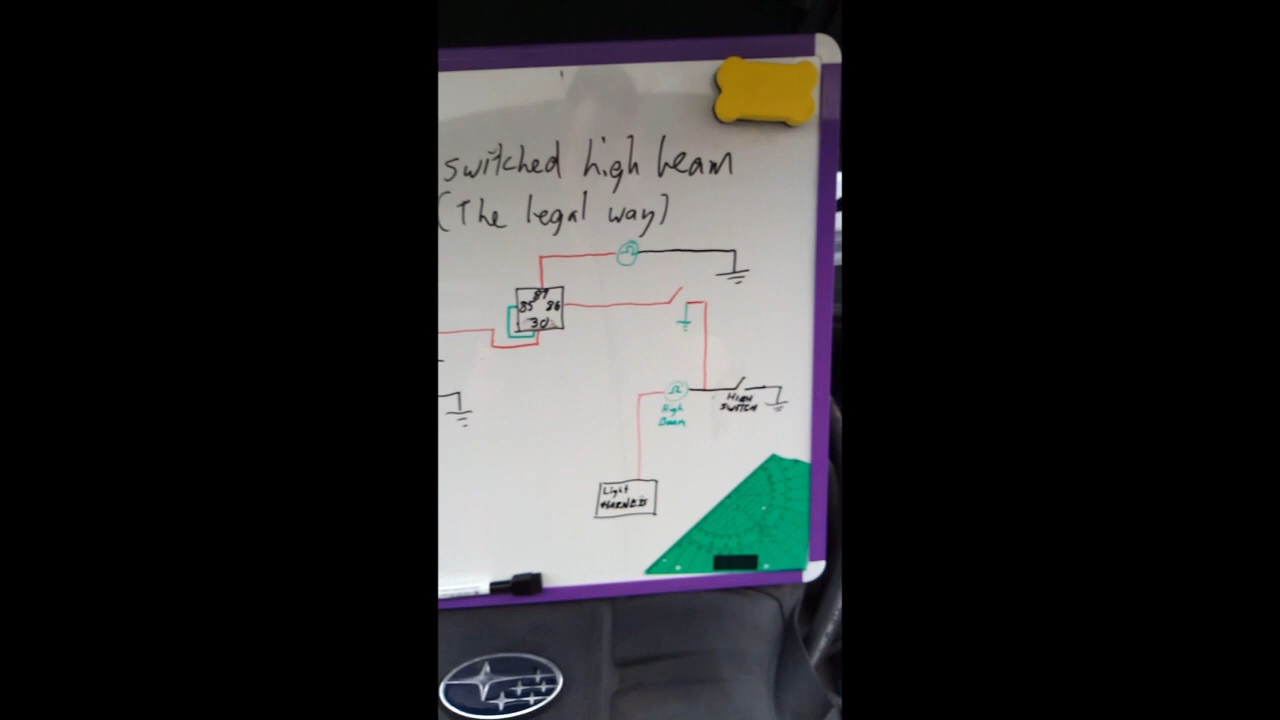 switched high beam
(The legal way)
87
85 86
30
High
Beam
HIGH
SWITCH
Light
HARNESS